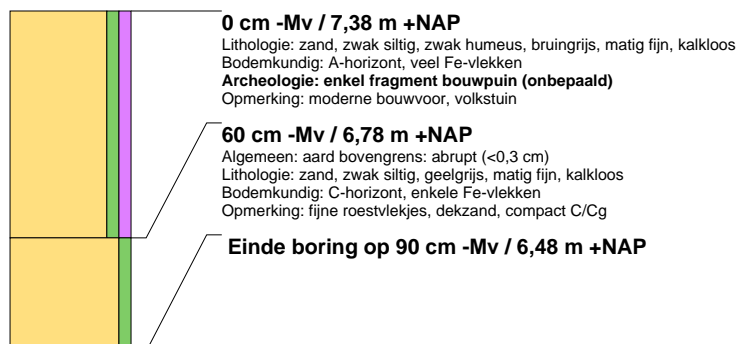 0 cm -Mv / 7,38 m +NAP
Lithologie: zand, zwak siltig, zwak humeus, bruingrijs, matig fijn, kalkloos
Bodemkundig: A-horizont, veel Fe-vlekken
Archeologie: enkel fragment bouwpuin (onbepaald)
Opmerking: moderne bouwvoor, volkstuin
60 cm -Mv / 6,78 m +NAP
Algemeen: aard bovengrens: abrupt (<0,3 cm)
Lithologie: zand, zwak siltig, geelgrijs, matig fijn, kalkloos
Bodemkundig: C-horizont, enkele Fe-vlekken
Opmerking: fijne roestvlekjes, dekzand, compact C/Cg
Einde boring op 90 cm -Mv / 6,48 m +NAP